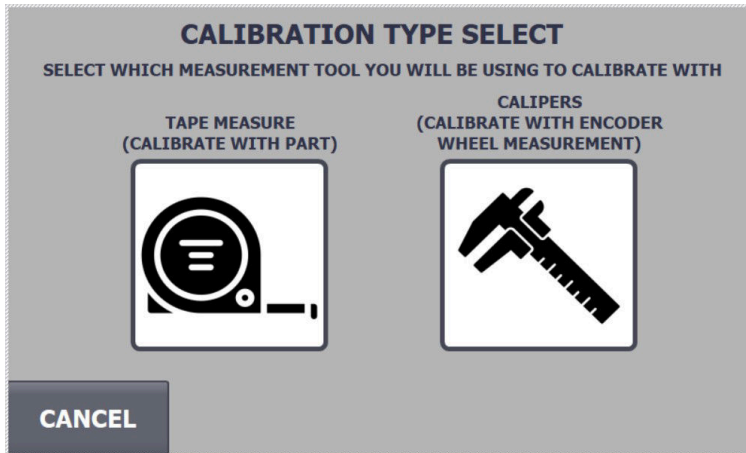 CALIBRATION TYPE SELECT
SELECT WHICH MEASUREMENT TOOL YOU WILL BE USING TO CALIBRATE WITH
TAPE MEASURE
(CALIBRATE WITH PART)
CALIPERS
(CALIBRATE WITH ENCODER
WHEEL MEASUREMENT)
CANCEL